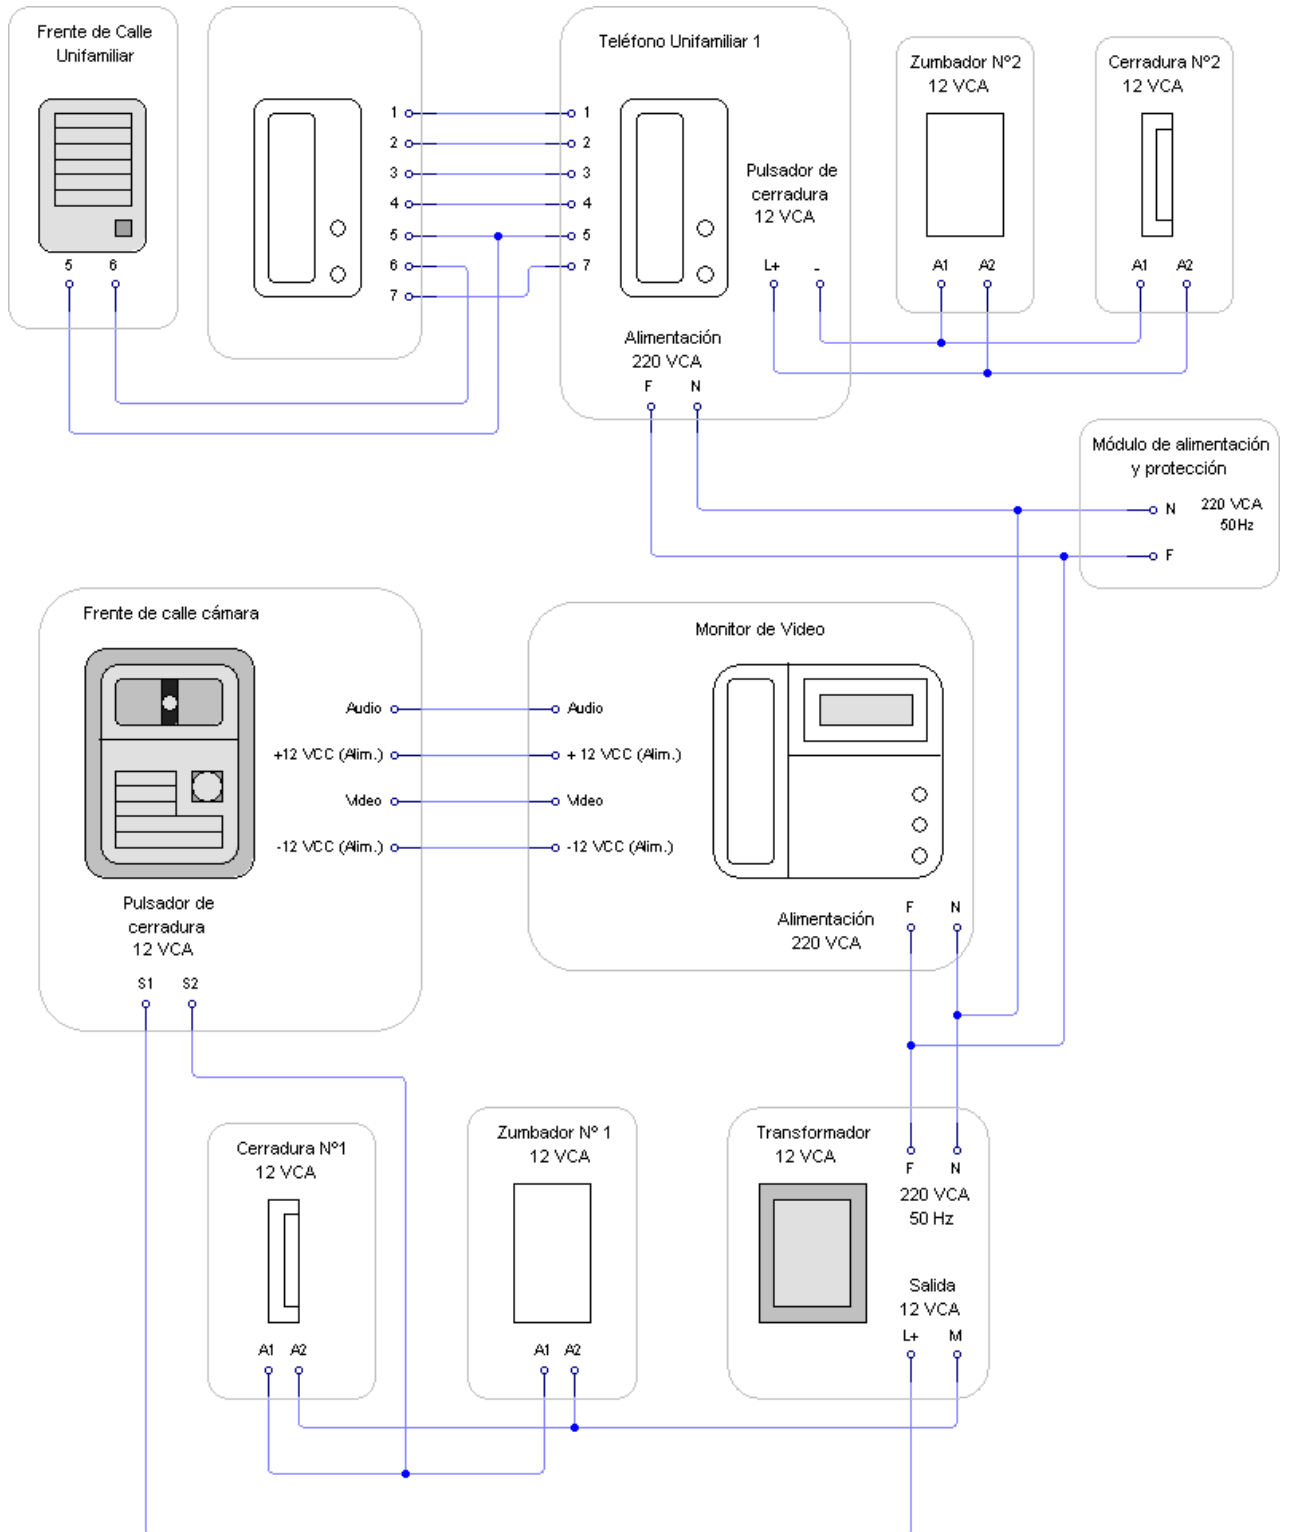 Frente de Calle
Unifamiliar
5 6
1
2
3
4
5
6
7
Teléfono Unifamiliar 1
1
2
3
4
5
7
Pulsador de
cerradura
12 VCA
L+ -
Alimentación
220 VCA
F N
Zumbador Nº2
12 VCA
A1 A2
Cerradura Nº2
12 VCA
A1 A2
Módulo de alimentación
y protección
N 220 VCA
50Hz
F
Frente de calle cámara
Audio
+12 VCC (Alim.)
Video
-12 VCC (Alim.)
Pulsador de
cerradura
12 VCA
S1 S2
Monitor de Video
Audio
+ 12 VCC (Alim.)
Video
-12 VCC (Alim.)
Alimentación
220 VCA
F N
Cerradura Nº1
12 VCA
A1 A2
Zumbador Nº 1
12 VCA
A1 A2
Transformador
12 VCA
F N
220 VCA
50 Hz
Salida
12 VCA
L+ M